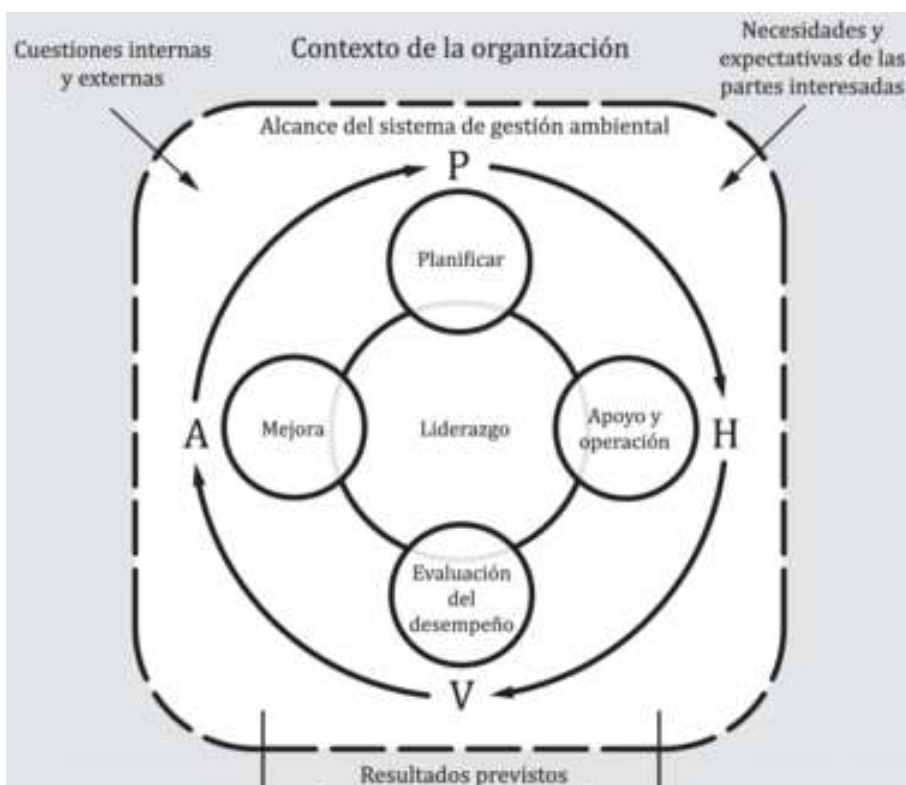 Cuestiones internas
y externas
Contexto de la organización
Necesidades y
expectativas de las
partes interesadas
Alcance del sistema de gestión ambiental
P
Planificar
A
Mejora
Liderazgo
Apoyo y
operación
H
Evaluación
del
desempeño
V
Resultados previstos